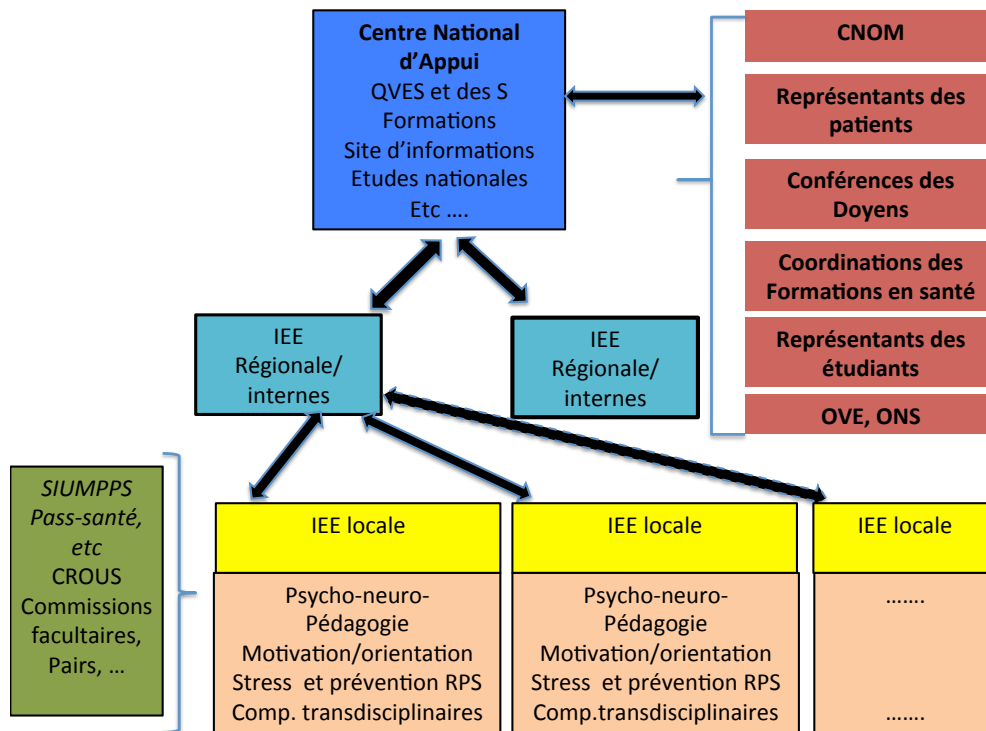 Centre National
d'Appui
QVES et des S
Formations
Site d'informations
Etudes nationales
Etc ....
CNOM
Représentants des
patients
Conférences des
Doyens
Coordinations des
Formations en santé
Représentants des
étudiants
OVE, ONS
IEE
Régionale/
internes
IEE
Régionale/
internes
SIUMPPS
Pass-santé,
etc
CROUS
Commissions
facultaires,
Pairs, ...
IEE locale
Psycho-neuro-
Pédagogie
Motivation/orientation
Stress et prévention RPS
Comp. transdisciplinaires
IEE locale
Psycho-neuro-
Pédagogie
Motivation/orientation
Stress et prévention RPS
Comp.transdisciplinaires
IEE locale
.......
.......